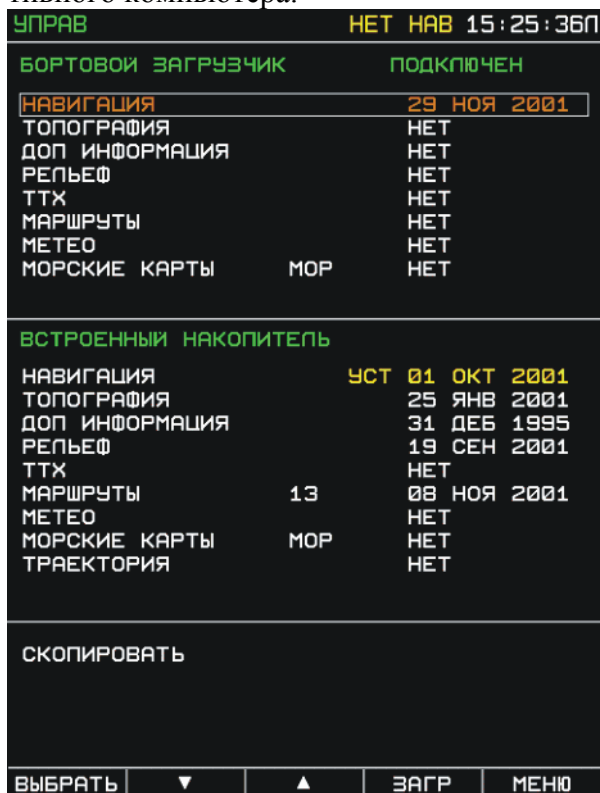 тивного компьютера.
УПРАВ НЕТ НАВ 15:25:36П
БОРТОВОЙ ЗАГРУЗЧИК ПОДКЛЮЧЕН
НАВИГАЦИЯ 29 НОЯ 2001
ТОПОГРАФИЯ НЕТ
ДОП ИНФОРМАЦИЯ НЕТ
РЕЛЬЕФ НЕТ
ТТХ НЕТ
МАРШРУТЫ НЕТ
МЕТЕО НЕТ
МОРСКИЕ КАРТЫ МОР НЕТ
ВСТРОЕННЫЙ НАКОПИТЕЛЬ
НАВИГАЦИЯ УСТ 01 ОКТ 2001
ТОПОГРАФИЯ 25 ЯНВ 2001
ДОП ИНФОРМАЦИЯ 31 ДЕБ 1995
РЕЛЬЕФ 19 СЕН 2001
ТТХ НЕТ
МАРШРУТЫ 13 08 НОЯ 2001
МЕТЕО НЕТ
МОРСКИЕ КАРТЫ МОР НЕТ
ТРАЕКТОРИЯ НЕТ
СКОПИРОВАТЬ
ВЫБРАТЬ ▼ ▲ ЗАГР МЕНЮ